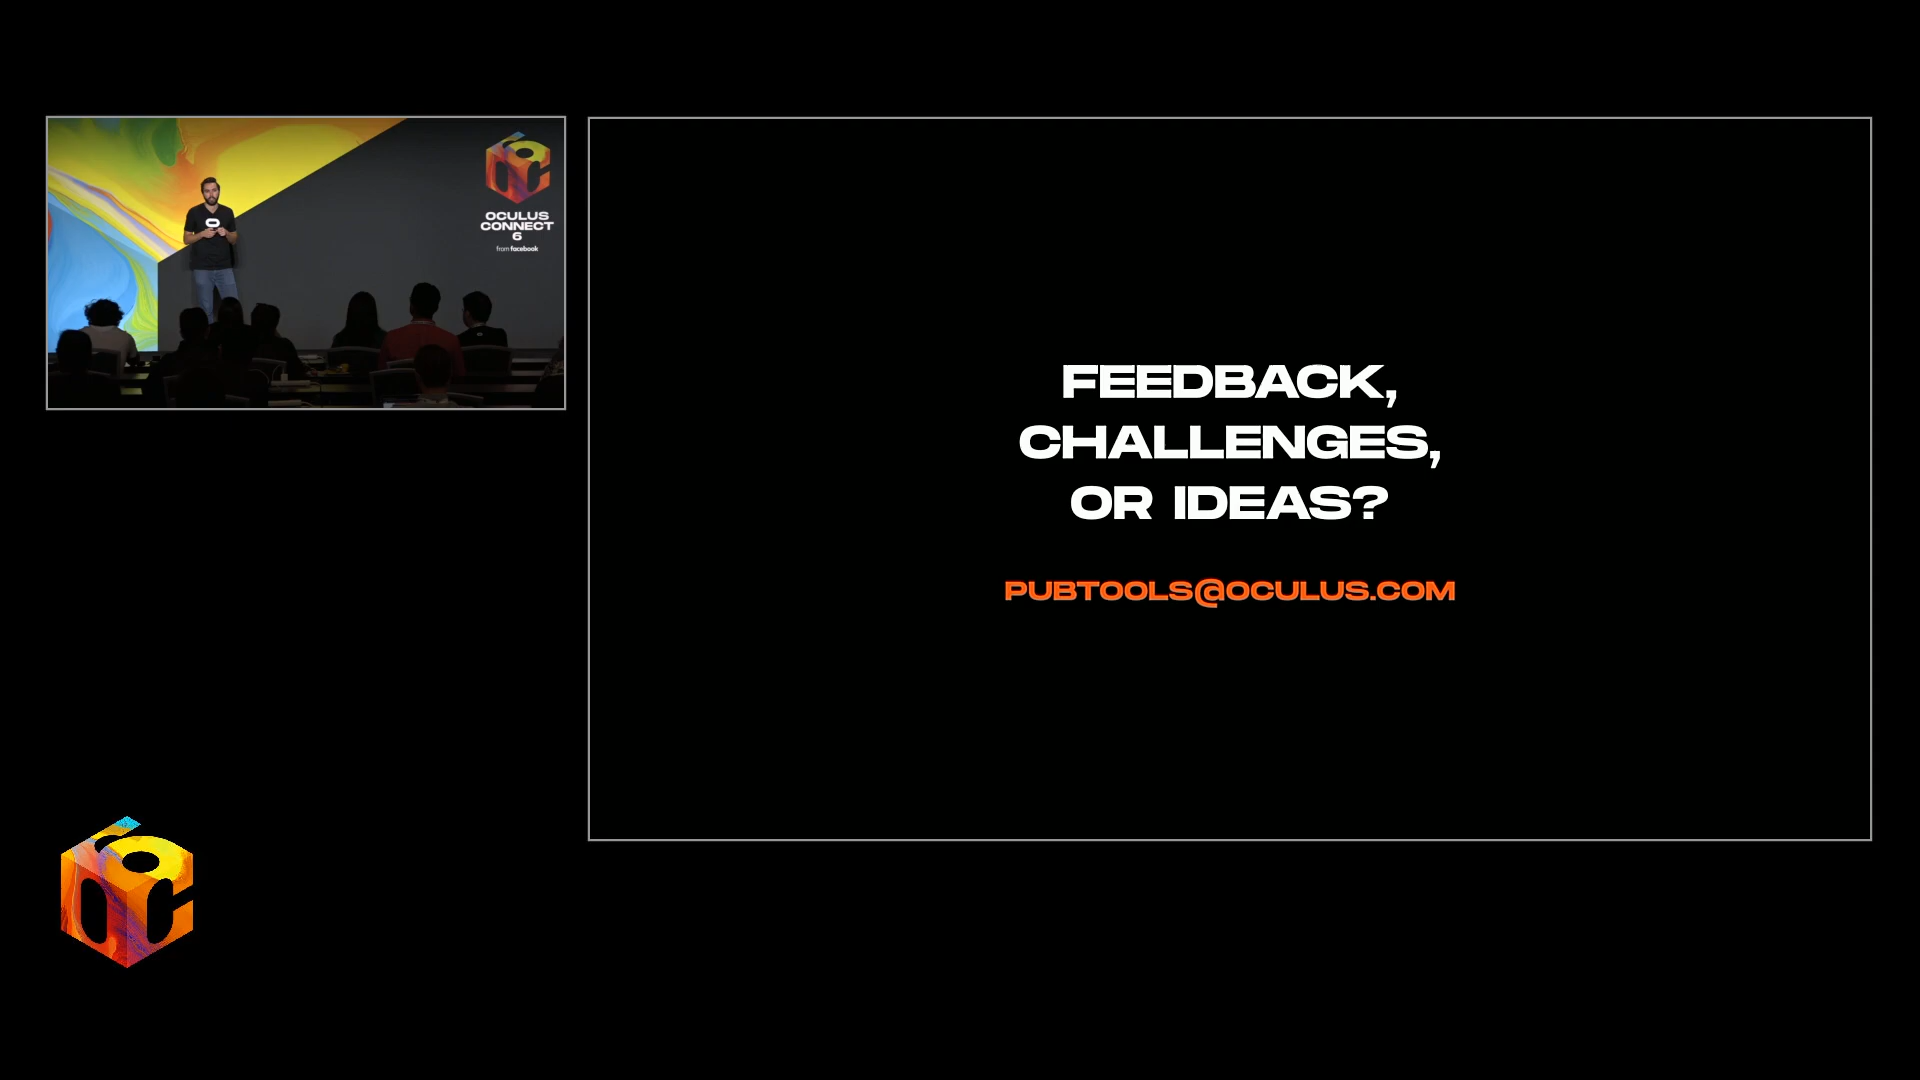 OCULUS
CONNECT
6
from facebook
FEEDBACK,
CHALLENGES,
OR IDEAS?
PUBTOOLS@OCULUS.COM